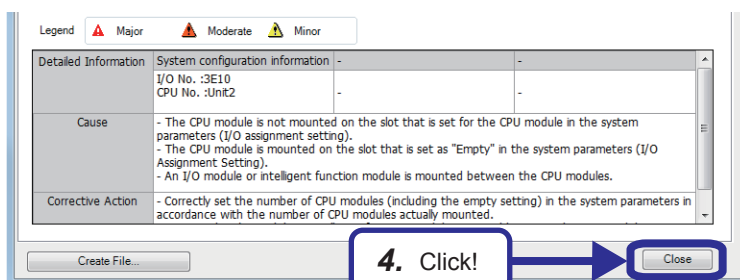 Legend Major Moderate Minor
Detailed Information System configuration information - -
I/O No. :3E10
CPU No. :Unit2 - -
Cause - The CPU module is not mounted on the slot that is set for the CPU module in the system
parameters (I/O assignment setting).
- The CPU module is mounted on the slot that is set as "Empty" in the system parameters (I/O
Assignment Setting).
- An I/O module or intelligent function module is mounted between the CPU modules.
Corrective Action - Correctly set the number of CPU modules (including the empty setting) in the system parameters in
accordance with the number of CPU modules actually mounted.
Create File... 4. Click! Close